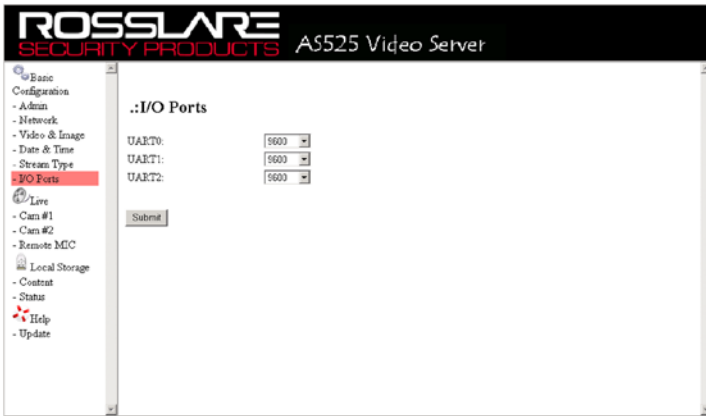 ROSSLARE
SECURITY PRODUCTS
AS525 Video Server
Basic
Configuration
- Admin
- Network
- Video & Image
- Date & Time
- Stream Type
- I/O Ports
Live
- Cam #1
- Cam #2
- Remote MIC
Local Storage
- Content
- Status
Help
- Update
.:I/O Ports
UART0: 9600
UART1: 9600
UART2: 9600
Submit